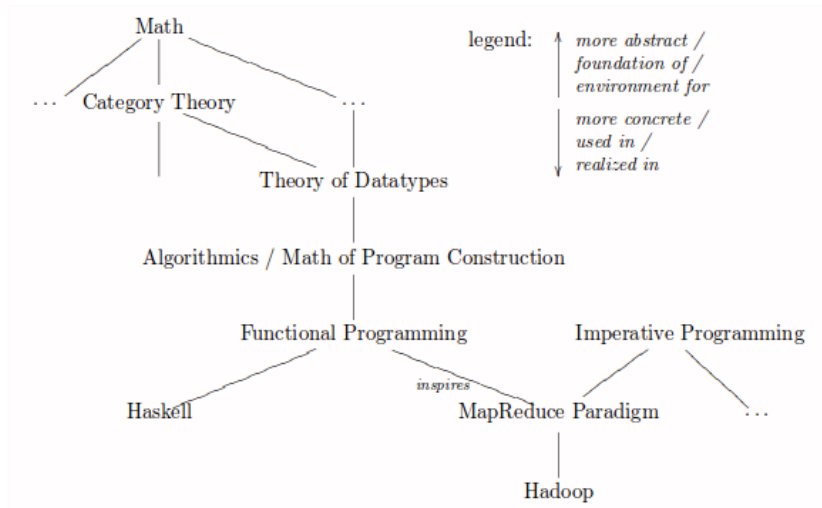 Math
legend:
more abstract /
foundation of /
environment for
... Category Theory ...
more concrete /
used in /
realized in
Theory of Datatypes
Algorithmics / Math of Program Construction
Functional Programming Imperative Programming
inspires
Haskell MapReduce Paradigm ...
Hadoop